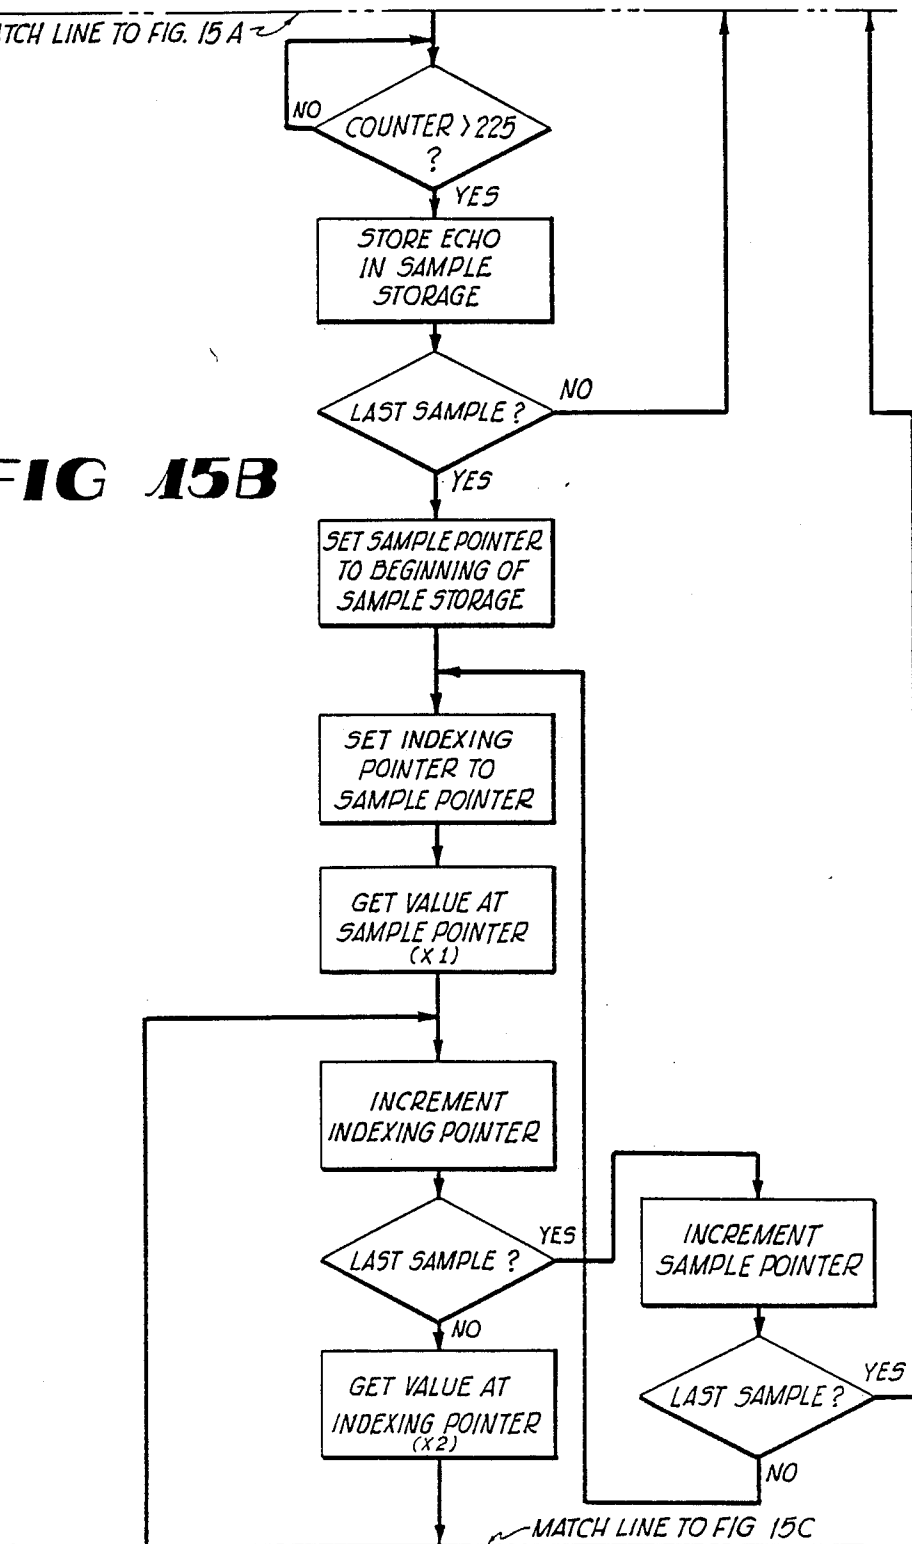 MATCH LINE TO FIG. 15A
NO
COUNTER > 225
?
YES
STORE ECHO
IN SAMPLE
STORAGE
LAST SAMPLE ?
NO
FIG 15B
YES
SET SAMPLE POINTER
TO BEGINNING OF
SAMPLE STORAGE
SET INDEXING
POINTER TO
SAMPLE POINTER
GET VALUE AT
SAMPLE POINTER
(X1)
INCREMENT
INDEXING POINTER
LAST SAMPLE ?
YES
INCREMENT
SAMPLE POINTER
NO
GET VALUE AT
INDEXING POINTER
(X2)
LAST SAMPLE ?
YES
NO
MATCH LINE TO FIG 15C